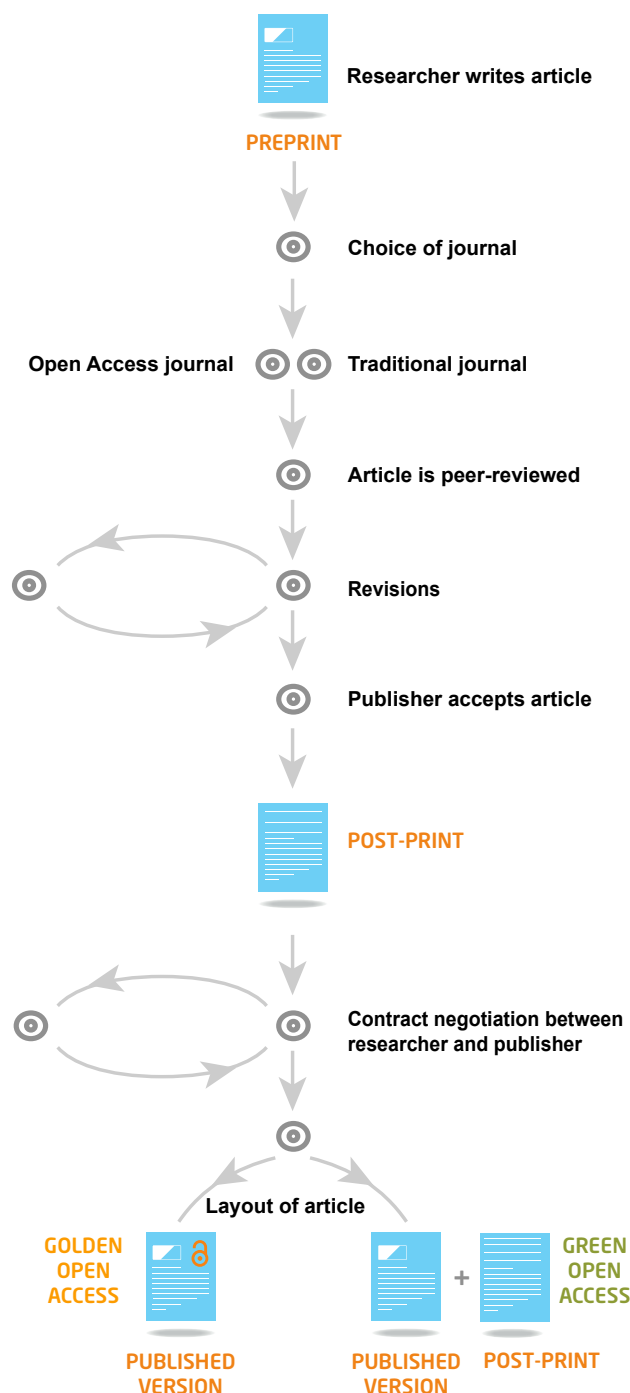 Researcher writes article
PREPRINT
Choice of journal
Open Access journal
Traditional journal
Article is peer-reviewed
Revisions
Publisher accepts article
POST-PRINT
Contract negotiation between
researcher and publisher
Layout of article
GOLDEN
OPEN
ACCESS
+
GREEN
OPEN
ACCESS
PUBLISHED
VERSION
PUBLISHED
VERSION
POST-PRINT